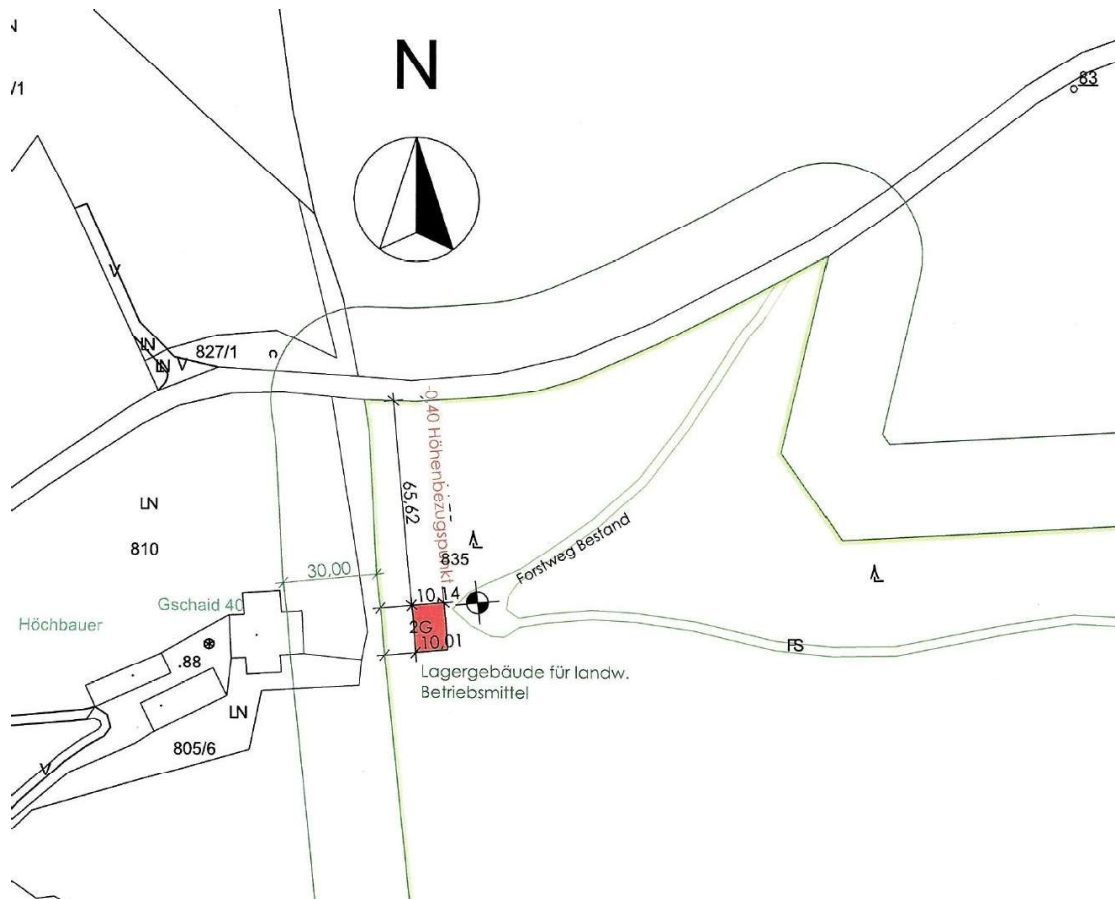 N
/1
N
83
V
LN
LN
V
827/1
-0,40 Höhenbezugspunkt
65,62
LN
810
835
Forstweg Bestand
30,00
10,14
Gschaid 40
Höchbauer
2G
10,01
.88
FS
Lagergebäude für landw.
Betriebsmittel
LN
805/6
V